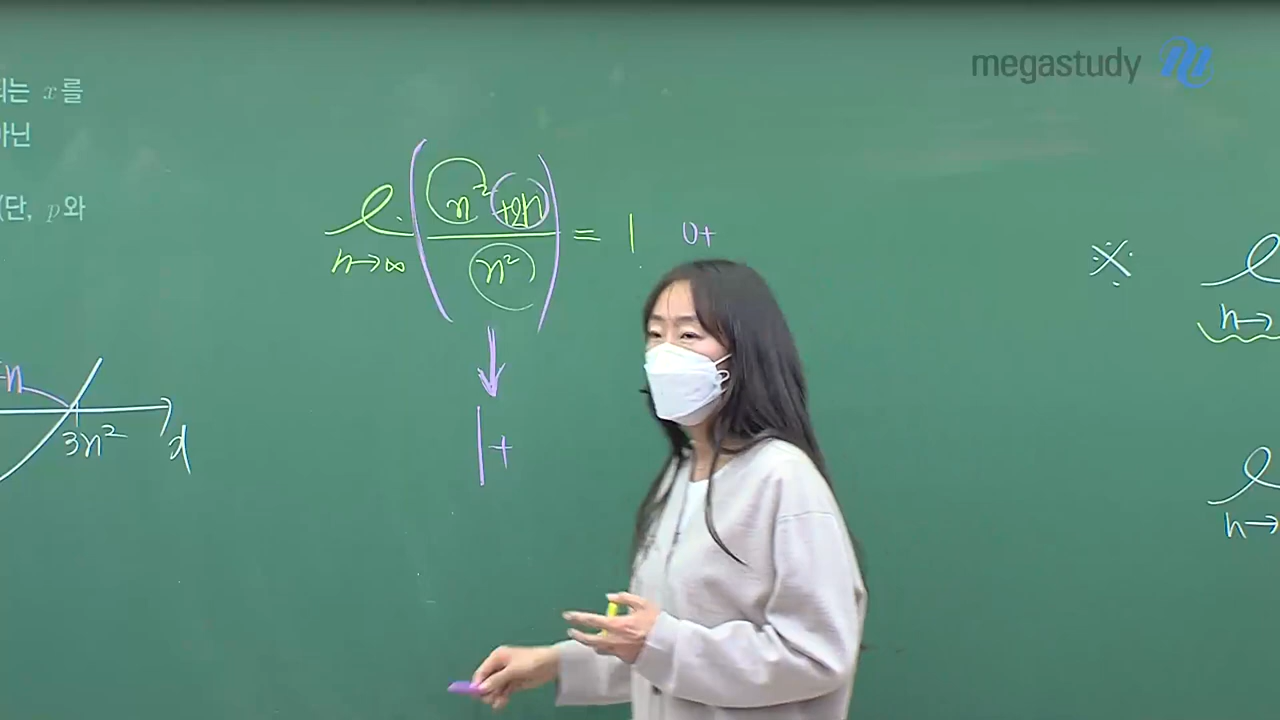 megastudy
되는 x를
아닌
(단, p와
lim (n²+2n)/n² = 1 0+
n→∞
↓
1+
n
3n² x
※ l
n→
l
n→